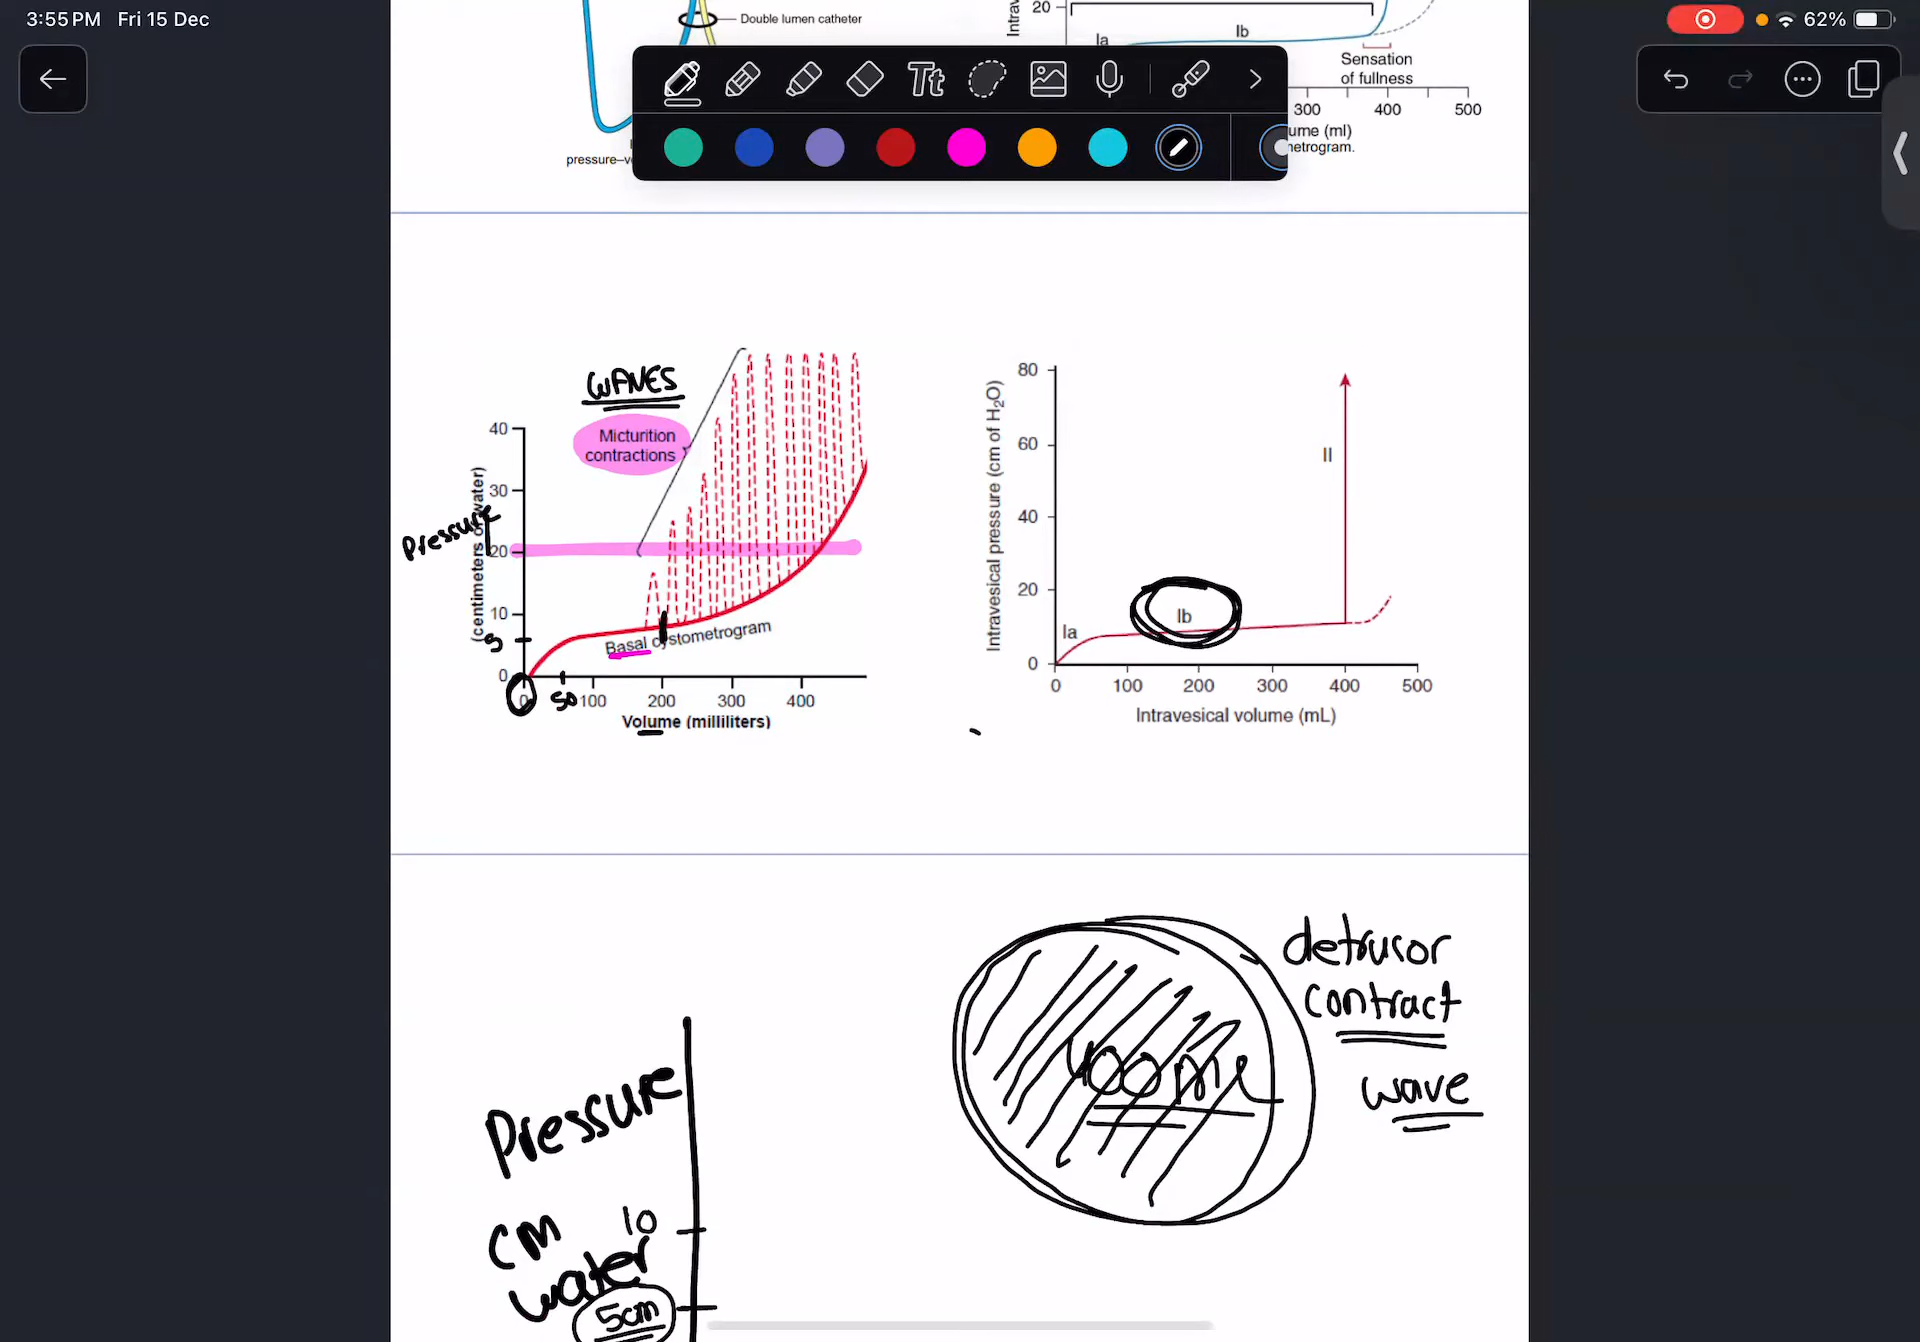 3:55 PM Fri 15 Dec
62%
Double lumen catheter
20
Ia
Ib
Sensation
of fullness
300 400 500
ume (ml)
netrogram.
pressure–v
Tt
WAVES
Micturition
contractions
Pressure
(centimeters of water)
40
30
20
10
5
0
Basal cystometrogram
0 50 100 200 300 400
Volume (milliliters)
Intravesical pressure (cm of H2O)
80
60
40
20
0
Ia
Ib
II
0 100 200 300 400 500
Intravesical volume (mL)
detrusor
contract
wave
400ml
Pressure
cm
water
10
5cm